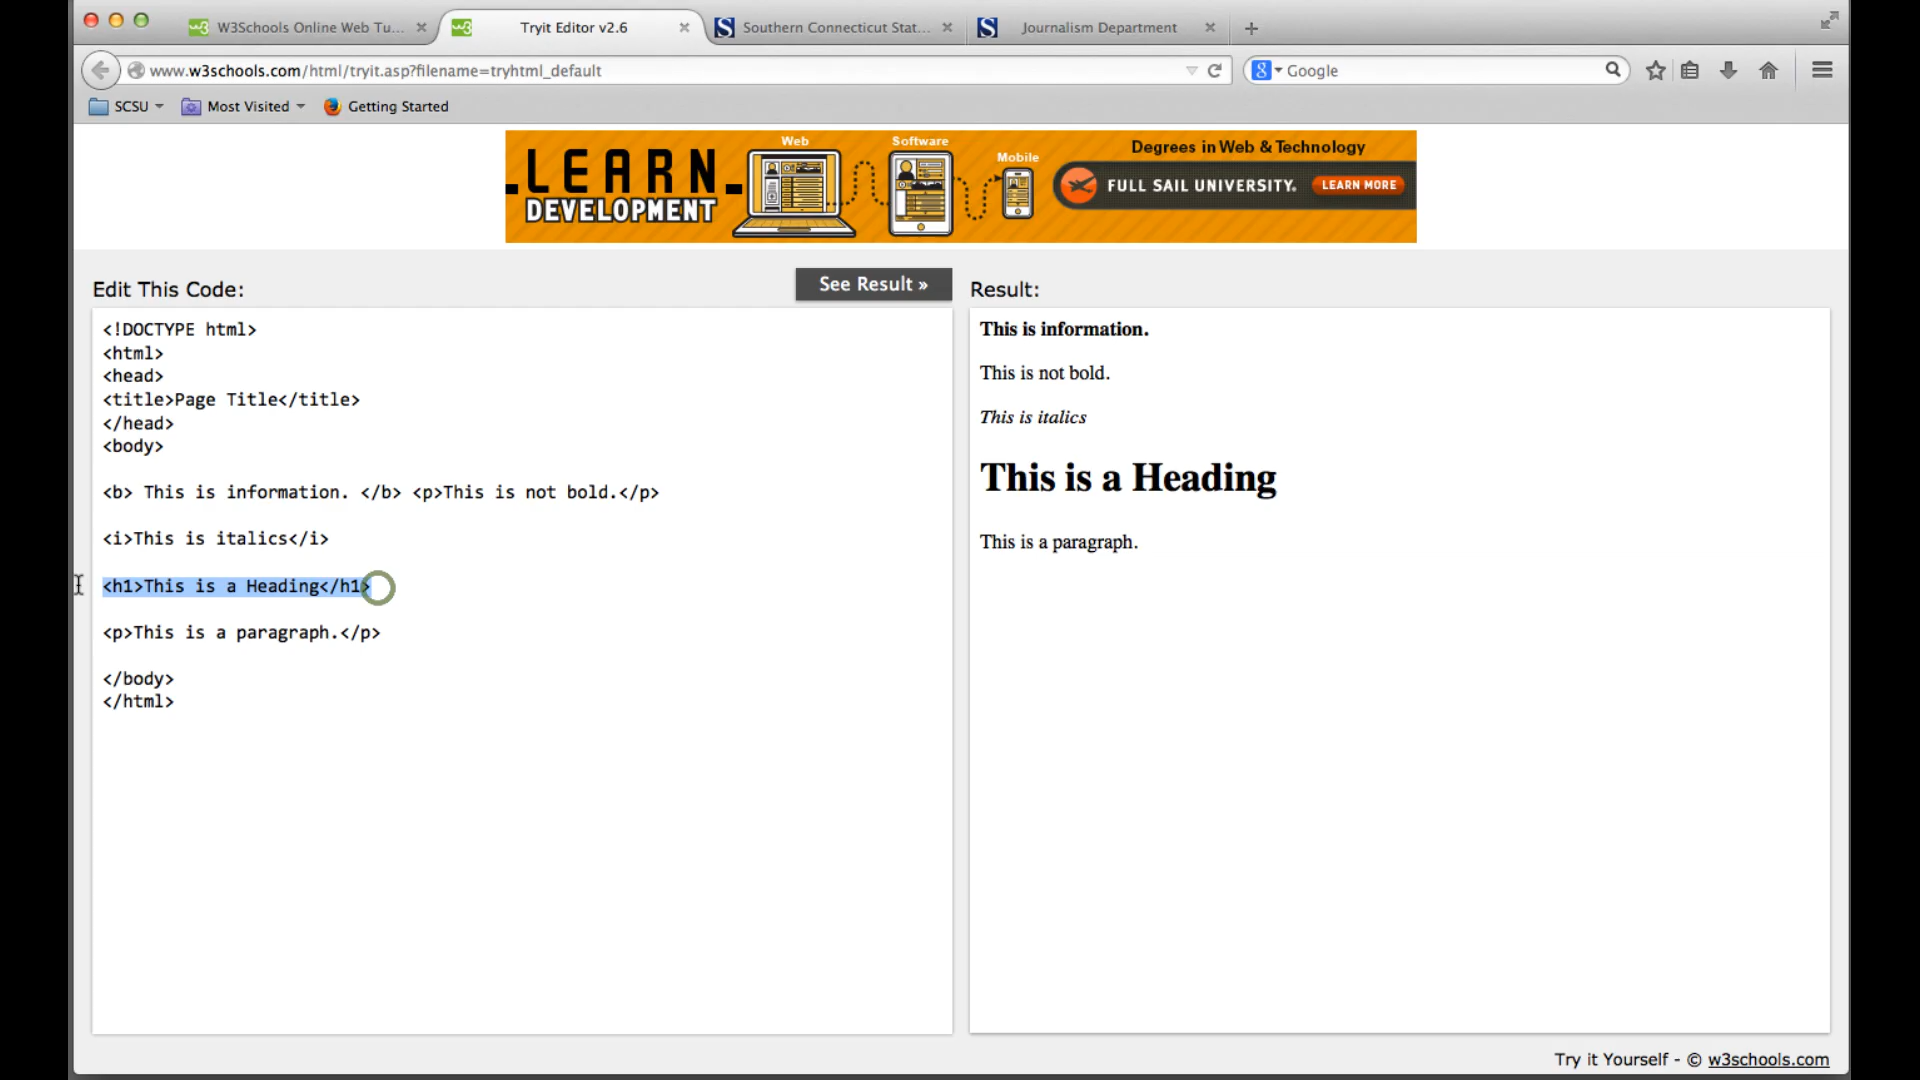 W3Schools Online Web Tu...
Tryit Editor v2.6
Southern Connecticut Stat...
Journalism Department
www.w3schools.com/html/tryit.asp?filename=tryhtml_default
Google
SCSU
Most Visited
Getting Started
LEARN
DEVELOPMENT
Web
Software
Mobile
Degrees in Web & Technology
FULL SAIL UNIVERSITY.
LEARN MORE
Edit This Code:
See Result »
Result:
<!DOCTYPE html>
<html>
<head>
<title>Page Title</title>
</head>
<body>
<b> This is information. </b> <p>This is not bold.</p>
<i>This is italics</i>
<h1>This is a Heading</h1>
<p>This is a paragraph.</p>
</body>
</html>
This is information.
This is not bold.
This is italics
This is a Heading
This is a paragraph.
Try it Yourself - © w3schools.com